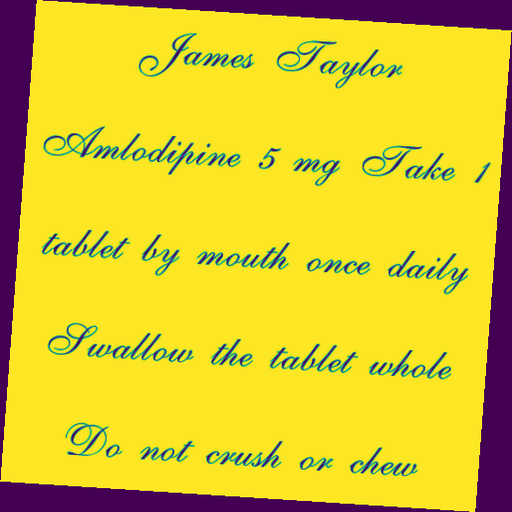 James Taylor
Amlodipine 5 mg Take 1
tablet by mouth once daily
Swallow the tablet whole
Do not crush or chew